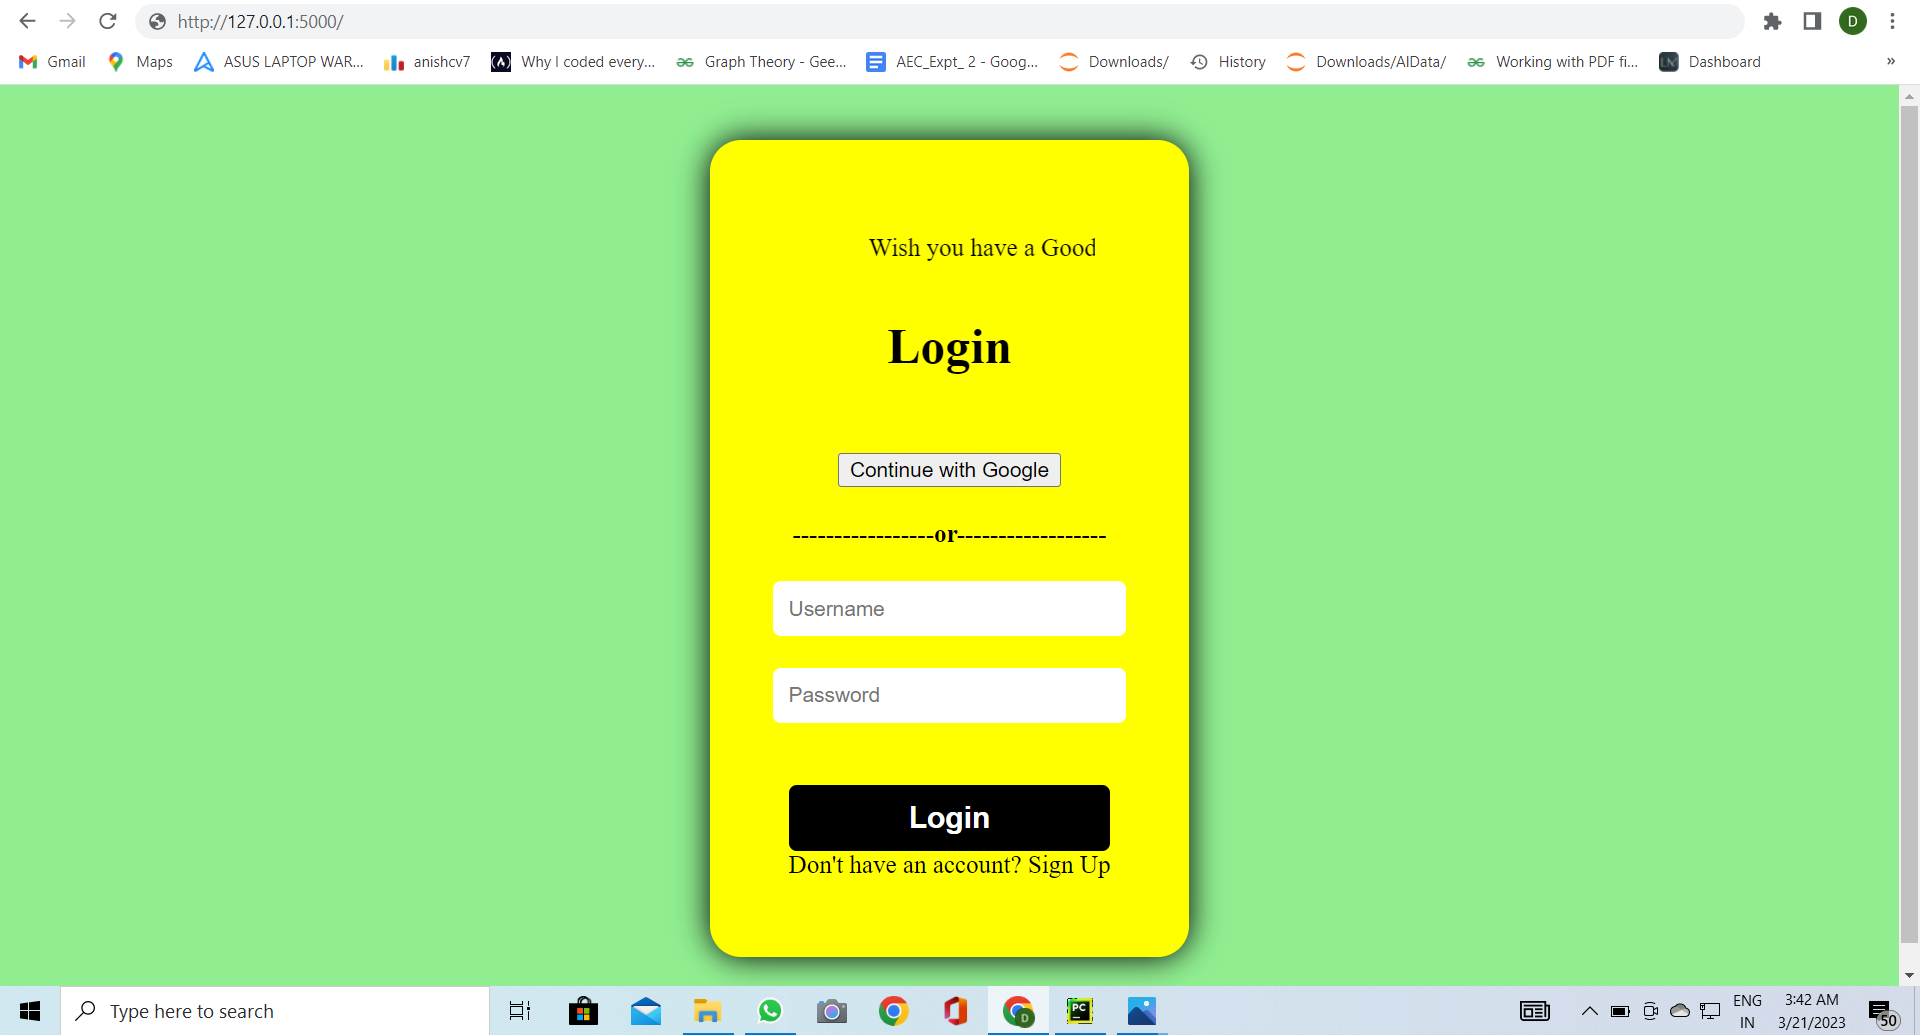 http://127.0.0.1:5000/
D
Gmail
Maps
ASUS LAPTOP WAR...
anishcv7
Why I coded every...
Graph Theory - Gee...
AEC_Expt_ 2 - Goog...
Downloads/
History
Downloads/AIData/
Working with PDF fi...
Dashboard
»
Wish you have a Good
Login
Continue with Google
-----------------or------------------
Username
Password
Login
Don't have an account? Sign Up
Type here to search
D
PC
ENG
IN
3:42 AM
3/21/2023
50